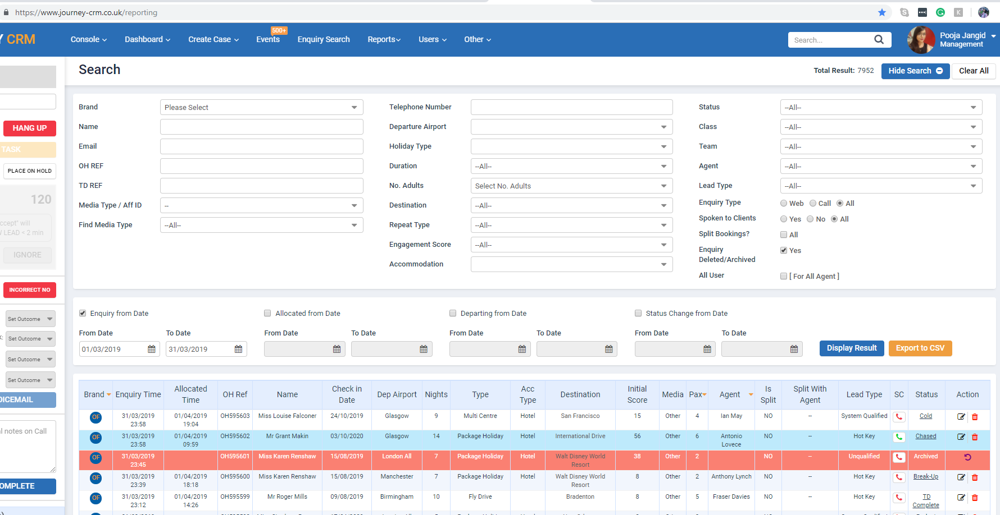 https://www.journey-crm.co.uk/reporting
Y CRM
Console
Dashboard
Create Case
500+
Events
Enquiry Search
Reports
Users
Other
Search...
Pooja Jangid
Management
Search
Total Result: 7952
Hide Search
Clear All
HANG UP
TASK
PLACE ON HOLD
120
ccept" will
LEAD < 2 min
IGNORE
INCORRECT NO
Set Outcome
Set Outcome
Set Outcome
Set Outcome
OICEMAIL
l notes on Call
OMPLETE
Brand Please Select
Name
Email
OH REF
TD REF
Media Type / Aff ID --
Find Media Type --All--
Telephone Number
Departure Airport
Holiday Type
Duration --All--
No. Adults Select No. Adults
Destination --All--
Repeat Type --All--
Engagement Score --All--
Accommodation
Status --All--
Class --All--
Team --All--
Agent --All--
Lead Type --All--
Enquiry Type Web Call All
Spoken to Clients Yes No All
Split Bookings? All
Enquiry Deleted/Archived Yes
All User [ For All Agent ]
Enquiry from Date
From Date To Date
01/03/2019 31/03/2019
Allocated from Date
From Date To Date
Departing from Date
From Date To Date
Status Change from Date
From Date To Date
Display Result
Export to CSV
Brand Enquiry Time Allocated Time OH Ref Name Check in Date Dep Airport Nights Type Acc Type Destination Initial Score Media Pax Agent Is Split Split With Agent Lead Type SC Status Action
OF 31/03/2019 23:58 01/04/2019 19:04 OH595603 Miss Louise Falconer 24/10/2019 Glasgow 9 Multi Centre Hotel San Francisco 15 Other 4 Ian May NO -- System Qualified Cold
OF 31/03/2019 23:58 01/04/2019 09:59 OH595602 Mr Grant Makin 03/10/2020 Glasgow 14 Package Holiday Hotel International Drive 56 Other 6 Antonio Lovece NO -- Hot Key Chased
OF 31/03/2019 23:45 OH595601 Miss Karen Renshaw 15/08/2019 London All 7 Package Holiday Hotel Walt Disney World Resort 38 Other 2 NO -- Unqualified Archived
OF 31/03/2019 23:39 01/04/2019 18:18 OH595600 Miss Karen Renshaw 15/08/2019 Manchester 7 Package Holiday Hotel Walt Disney World Resort 8 Other 2 Anthony Lynch NO -- Hot Key Break-Up
OF 31/03/2019 23:12 01/04/2019 14:26 OH595599 Mr Roger Mills 09/08/2019 Birmingham 10 Fly Drive Bradenton 8 Other 5 Fraser Davies NO -- Hot Key TD Complete